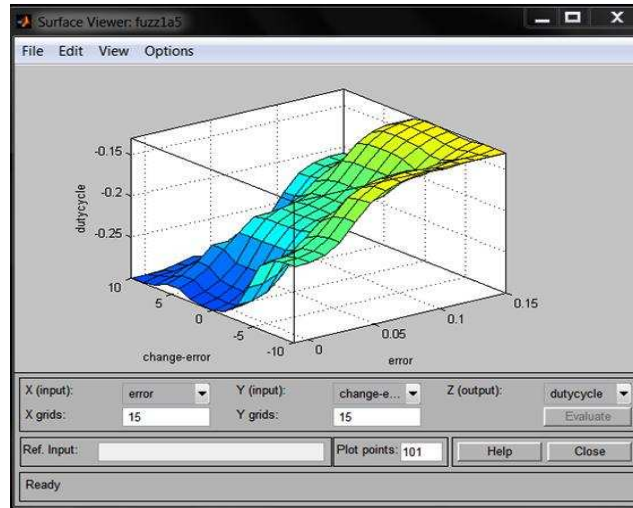 Surface Viewer: fuzz1a5
File Edit View Options
-0.15
-0.2
-0.25
dutycycle
10
5
0
-5
-10
change-error
0
0.05
0.1
0.15
error
X (input): error Y (input): change-e... Z (output): dutycycle
X grids: 15 Y grids: 15 Evaluate
Ref. Input: Plot points: 101 Help Close
Ready